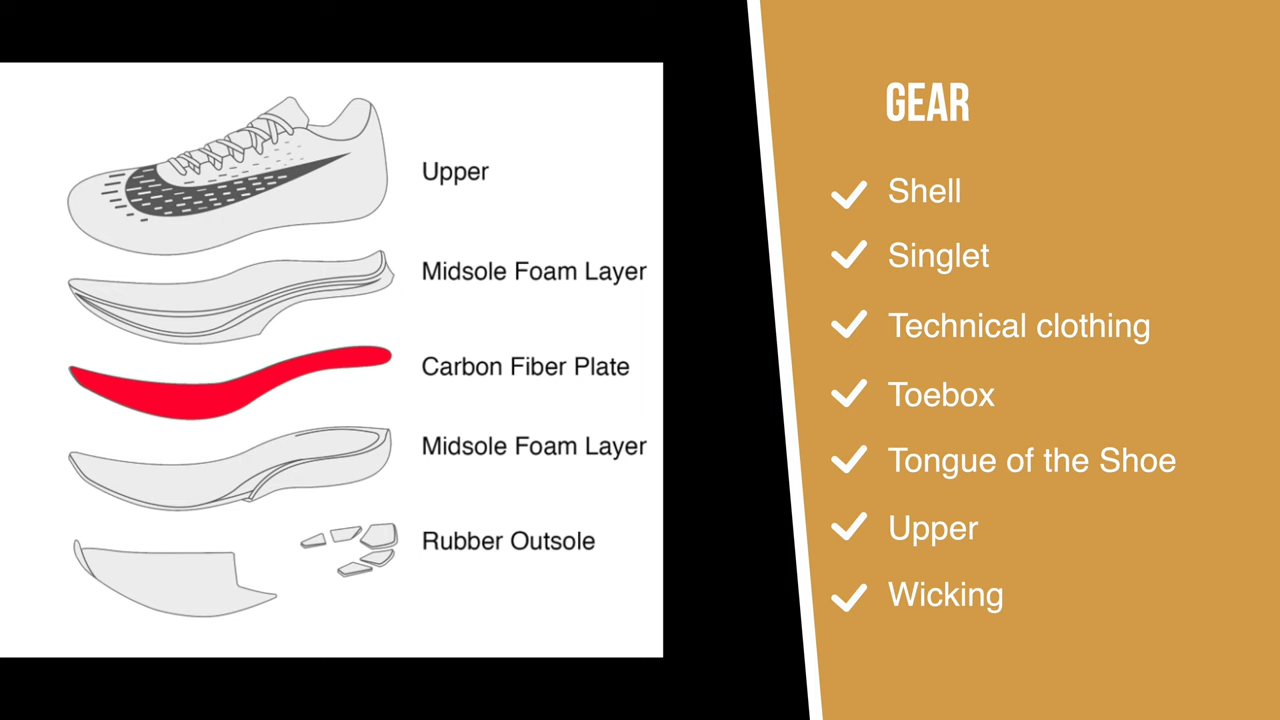 Upper
Midsole Foam Layer
Carbon Fiber Plate
Midsole Foam Layer
Rubber Outsole
GEAR
Shell
Singlet
Technical clothing
Toebox
Tongue of the Shoe
Upper
Wicking